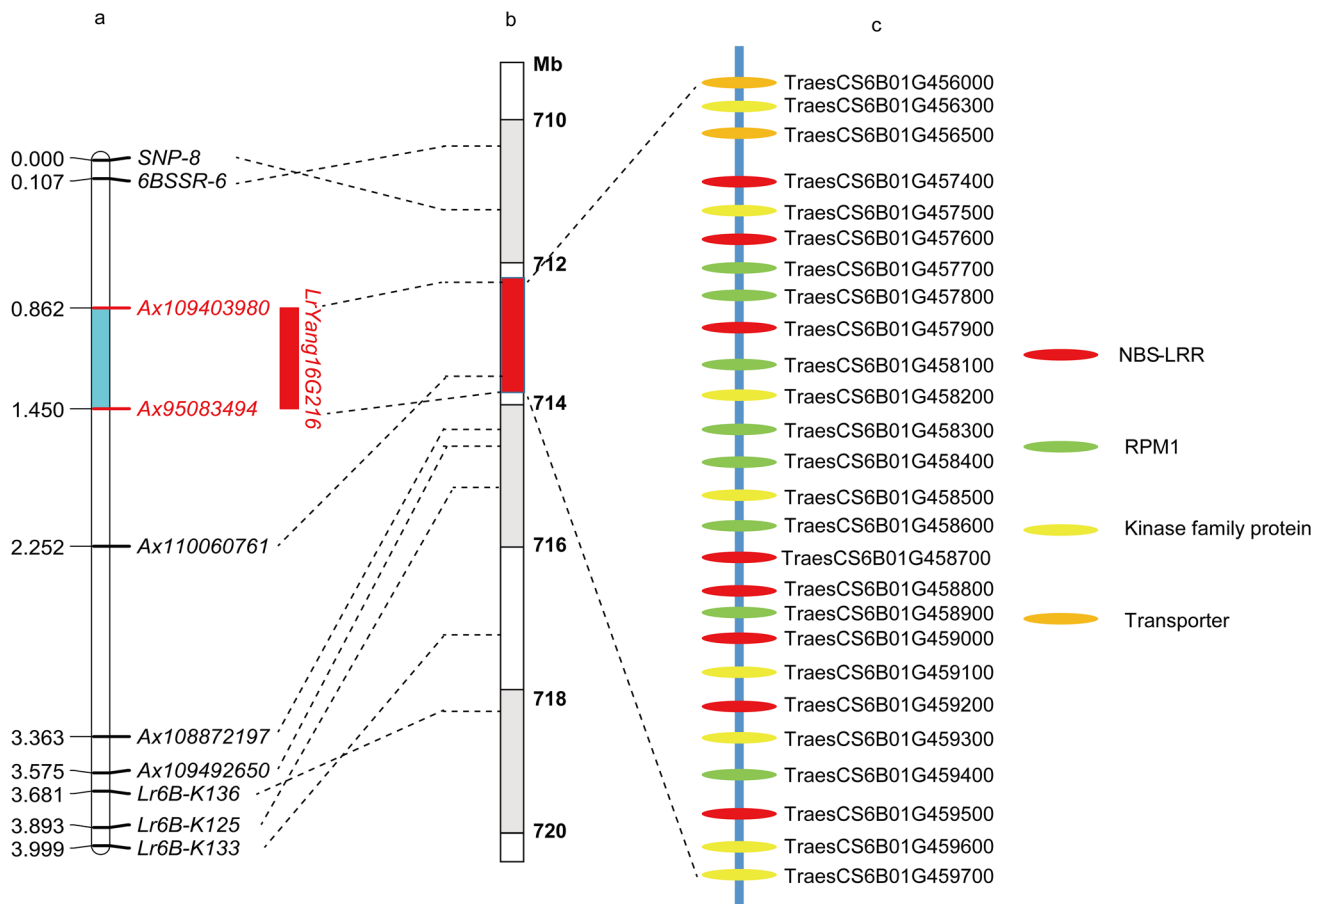 a
0.000 SNP-8
0.107 6BSSR-6
0.862 Ax109403980
1.450 Ax95083494
LrYang16G216
2.252 Ax110060761
3.363 Ax108872197
3.575 Ax109492650
3.681 Lr6B-K136
3.893 Lr6B-K125
3.999 Lr6B-K133
b
Mb
710
712
714
716
718
720
c
TraesCS6B01G456000
TraesCS6B01G456300
TraesCS6B01G456500
TraesCS6B01G457400
TraesCS6B01G457500
TraesCS6B01G457600
TraesCS6B01G457700
TraesCS6B01G457800
TraesCS6B01G457900
TraesCS6B01G458100
TraesCS6B01G458200
TraesCS6B01G458300
TraesCS6B01G458400
TraesCS6B01G458500
TraesCS6B01G458600
TraesCS6B01G458700
TraesCS6B01G458800
TraesCS6B01G458900
TraesCS6B01G459000
TraesCS6B01G459100
TraesCS6B01G459200
TraesCS6B01G459300
TraesCS6B01G459400
TraesCS6B01G459500
TraesCS6B01G459600
TraesCS6B01G459700
NBS-LRR
RPM1
Kinase family protein
Transporter